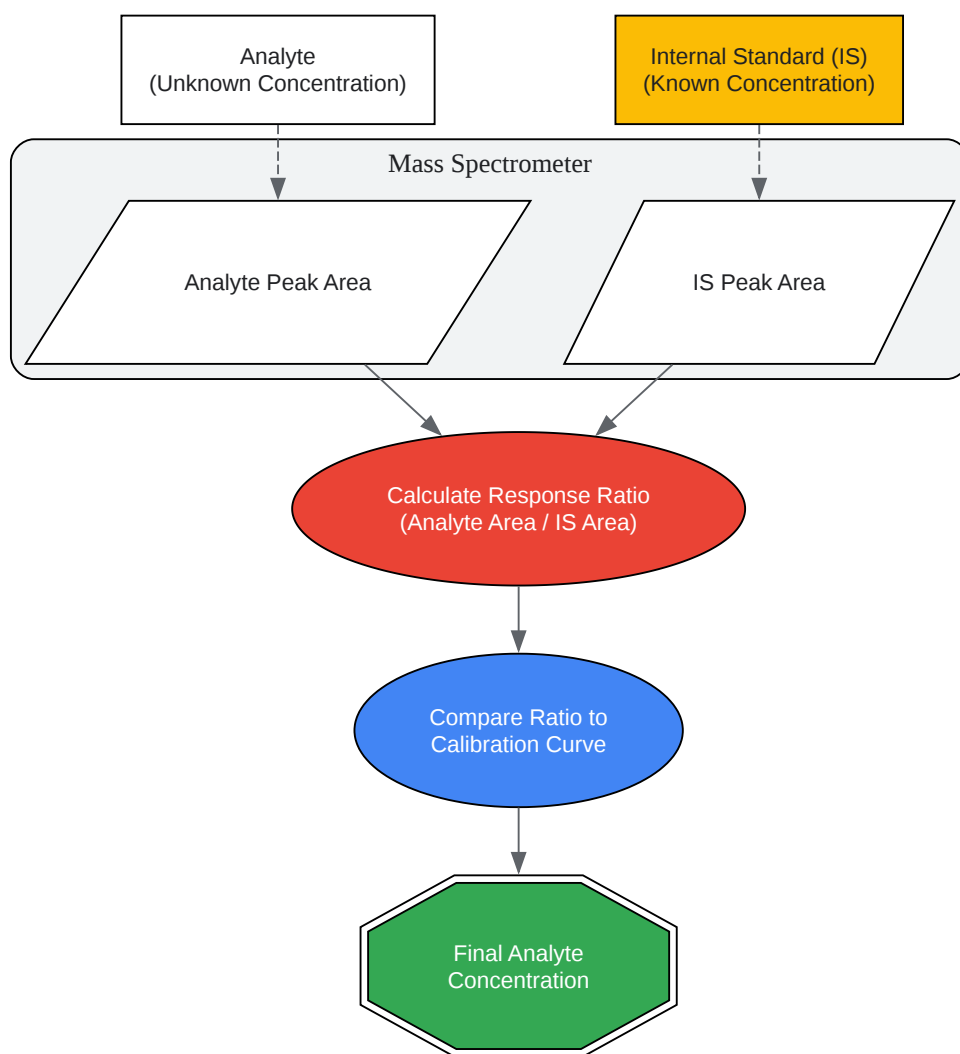 Analyte
(Unknown Concentration)
Internal Standard (IS)
(Known Concentration)
Mass Spectrometer
Analyte Peak Area
IS Peak Area
Calculate Response Ratio
(Analyte Area / IS Area)
Compare Ratio to
Calibration Curve
Final Analyte
Concentration